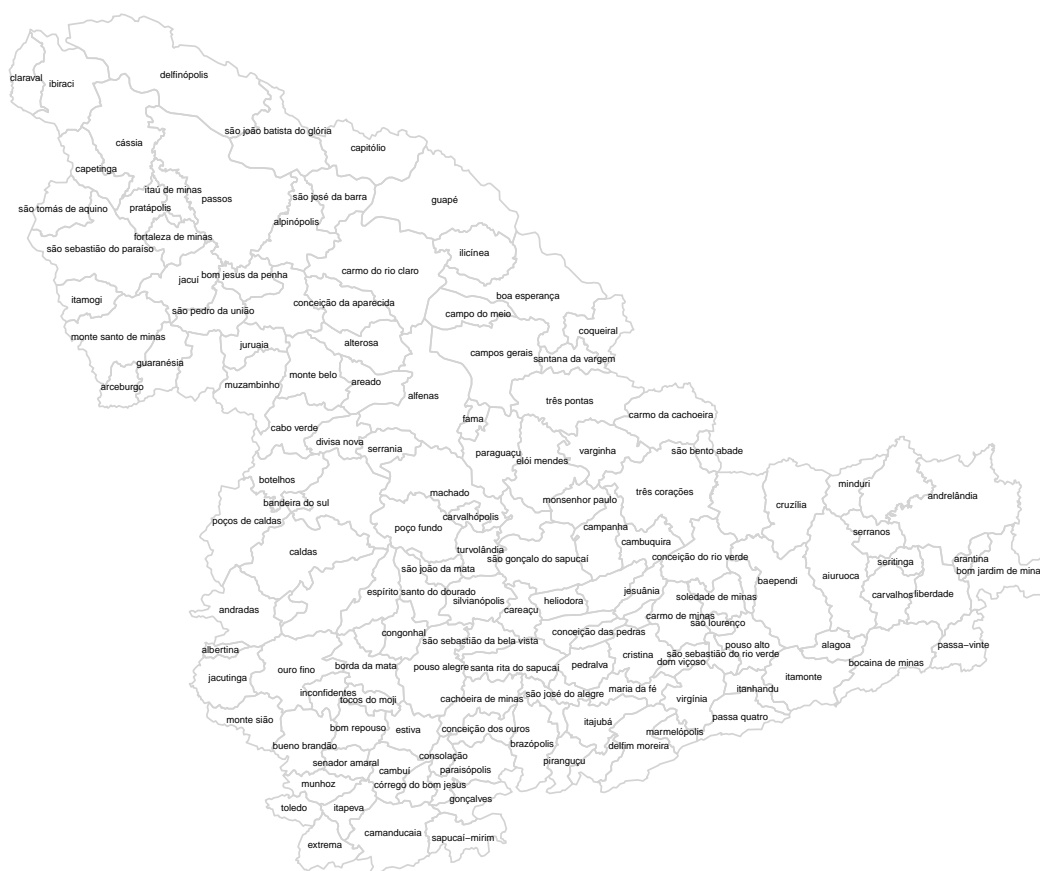 delfinópolis
claraval
ibiraci
são joão batista do glória
cássia
capitólio
capetinga
itaú de minas
passos
são josé da barra
guapé
pratápolis
são tomás de aquino
alpinópolis
fortaleza de minas
são sebastião do paraíso
ilicínea
carmo do rio claro
bom jesus da penha
jacuí
boa esperança
itamogi
conceição da aparecida
são pedro da união
campo do meio
coqueiral
monte santo de minas
juruaia
alterosa
campos gerais
santana da vargem
guaranésia
monte belo
areado
muzambinho
arceburgo
alfenas
três pontas
carmo da cachoeira
fama
cabo verde
divisa nova
serrania
paraguaçu
elói mendes
varginha
são bento abade
botelhos
machado
três corações
minduri
andrelândia
bandeira do sul
monsenhor paulo
cruzília
poços de caldas
carvalhópolis
poço fundo
campanha
serranos
cambuquira
caldas
turvolândia
são gonçalo do sapucaí
conceição do rio verde
arantina
seritinga
bom jardim de mina
são joão da mata
aiuruoca
baependi
espírito santo do dourado
jesuânia
soledade de minas
carvalhos
liberdade
silvianópolis
heliodora
careaçu
andradas
carmo de minas
são lourenço
congonhal
conceição das pedras
são sebastião da bela vista
pouso alto
alagoa
passa−vinte
albertina
cristina
são sebastião do rio verde
dom viçoso
bocaina de minas
ouro fino
borda da mata
pouso alegre
santa rita do sapucaí
pedralva
jacutinga
itamonte
inconfidentes
tocos do moji
cachoeira de minas
são josé do alegre
maria da fé
virgínia
itanhandu
monte sião
bom repouso
estiva
conceição dos ouros
itajubá
passa quatro
marmelópolis
bueno brandão
brazópolis
delfim moreira
senador amaral
consolação
piranguçu
cambuí
paraisópolis
munhoz
córrego do bom jesus
gonçalves
toledo
itapeva
camanducaia
sapucaí−mirim
extrema